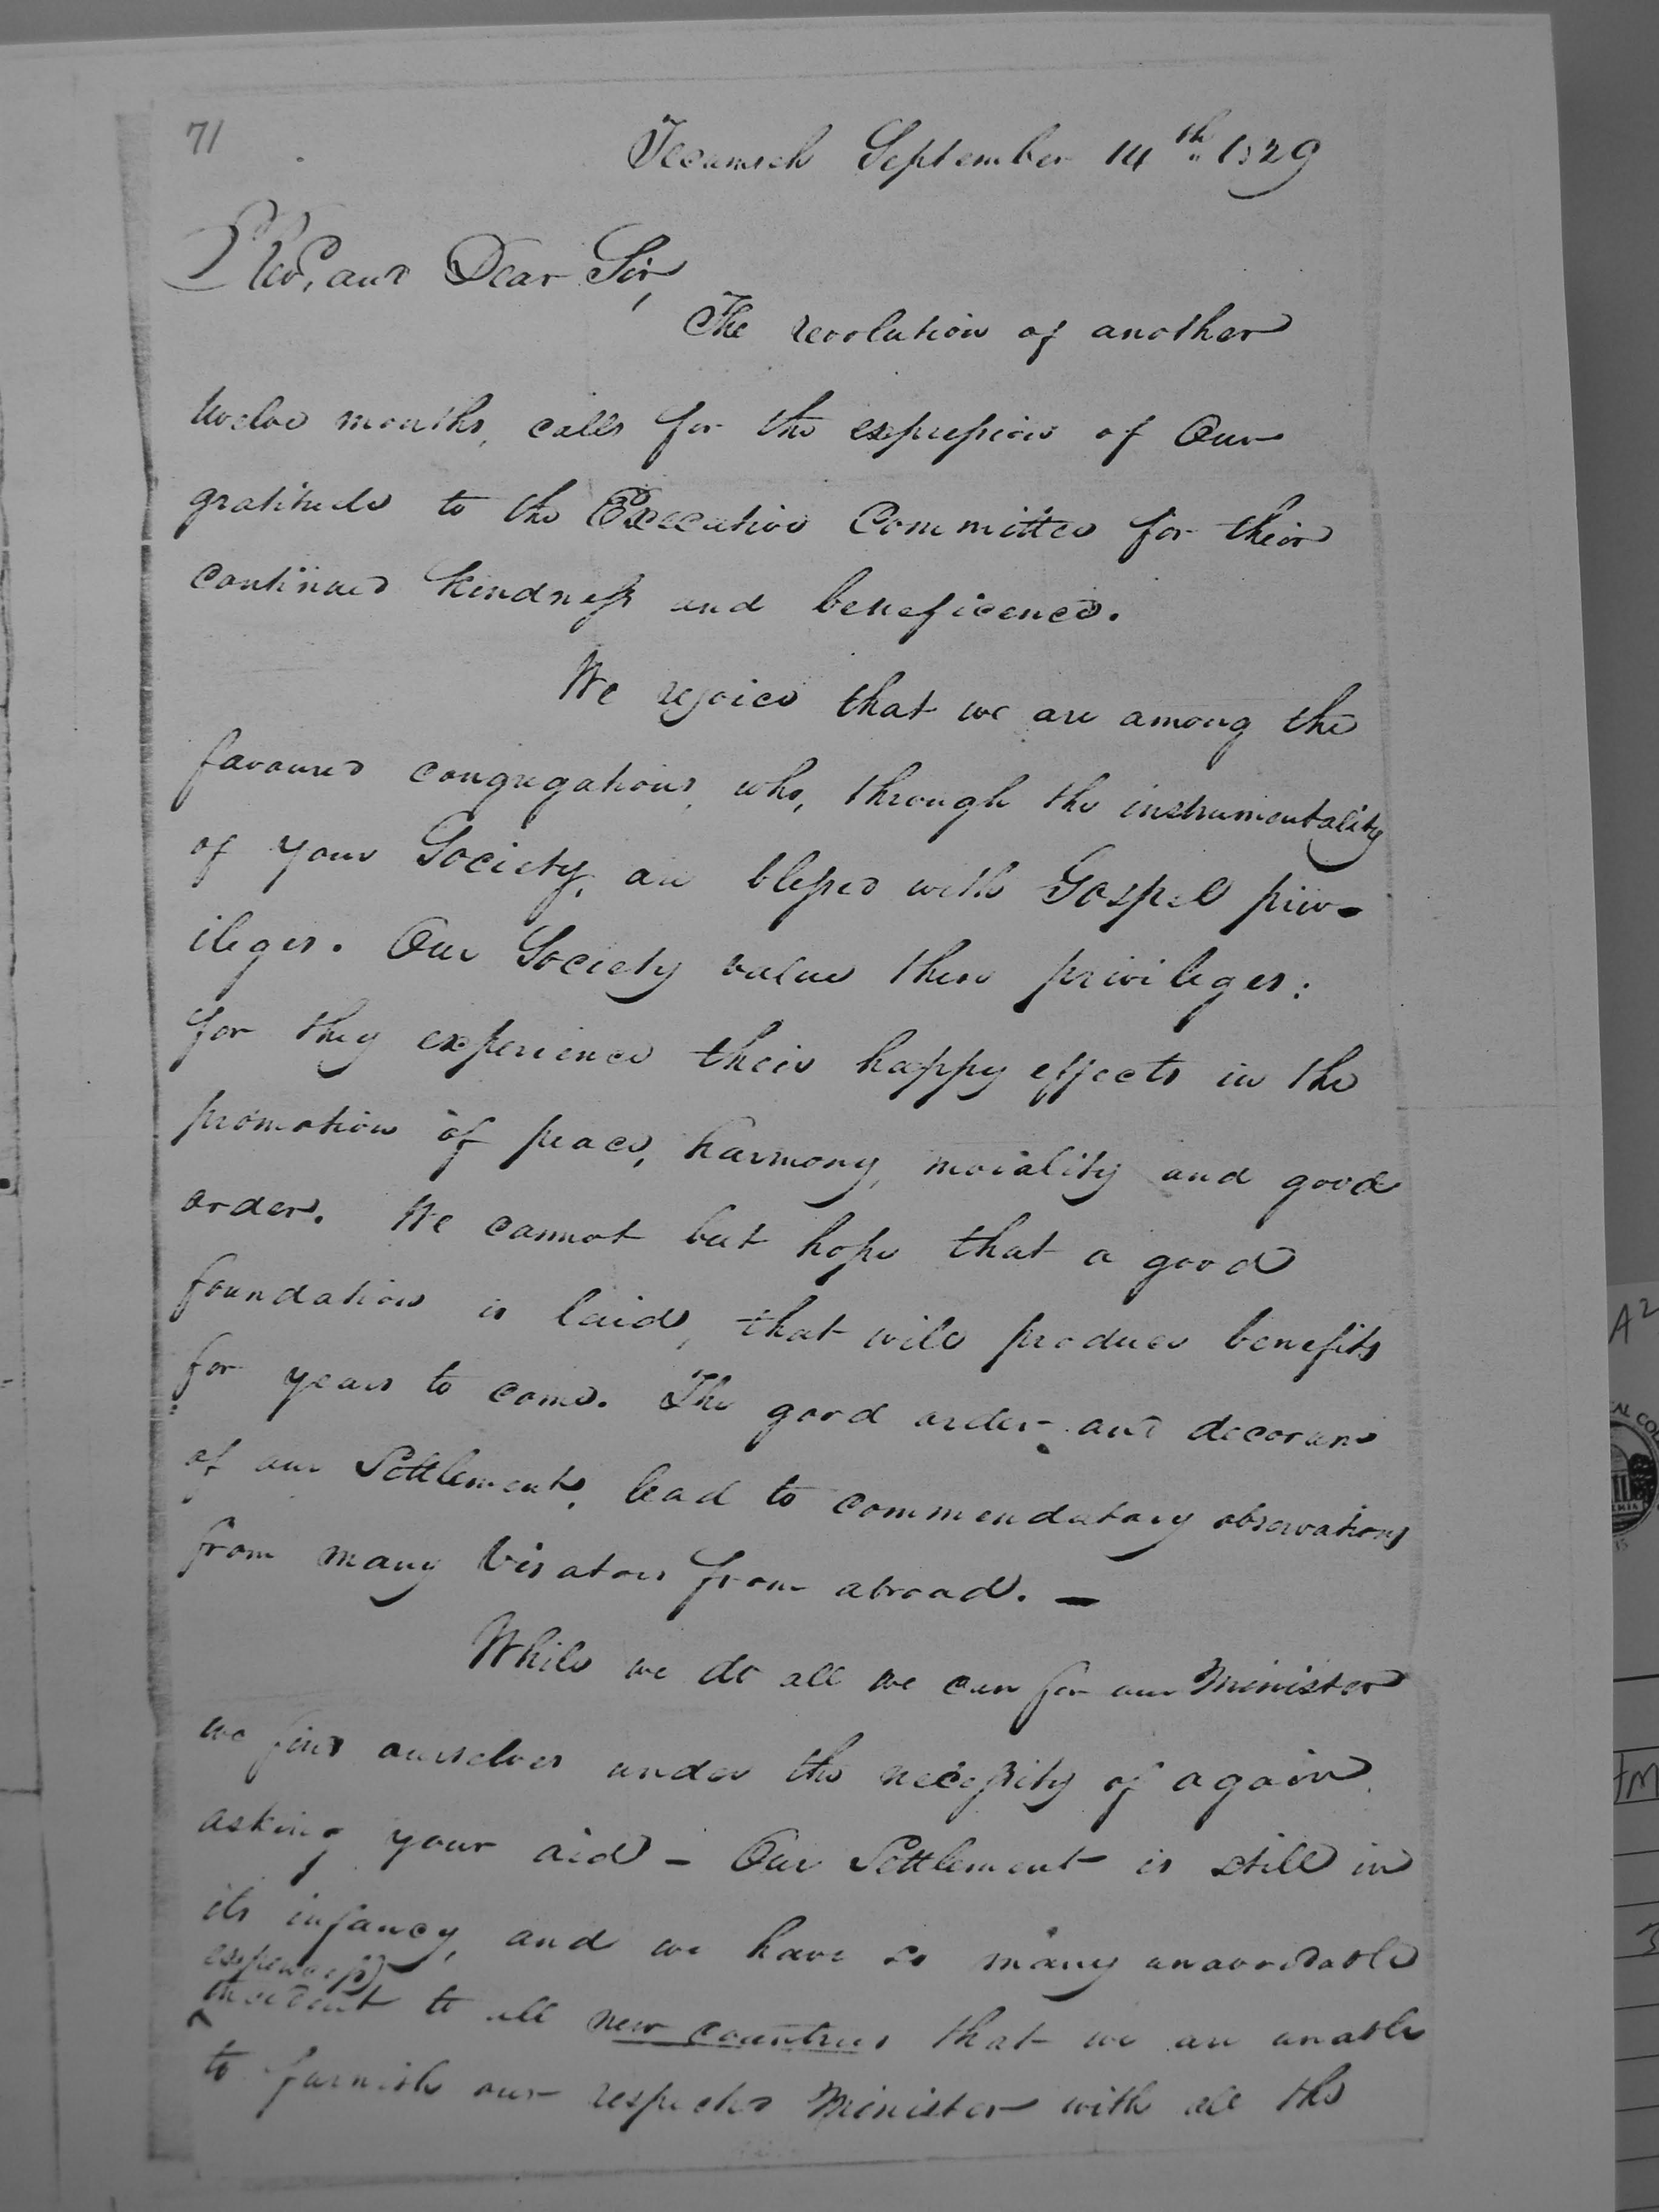 71
Tecumseh September 14th 1829
Revd, and Dear Sir,
The revolution of another
twelve months, calls for the expression of Our
gratitude to the Executive Committee for their
continued kindness and beneficence.
We rejoice that we are among the
favoured congregations, who, through the instrumentality
of your Society, are blessed with Gospel priv-
ileges. Our Society value these privileges:
for they experience their happy effects in the
promotion of peace, harmony, morality and good
order. We cannot but hope that a good
foundation is laid, that will produce benefits
for years to come. The good order and decorum
of our Settlement, lead to commendatory observations
from many visators from abroad. —
While we do all we can for our Minister
we find ourselves under the necessity of again
asking your aid – Our Settlement is still in
its infancy, and we have so many unavoidable
expenses
incident to all new countries that we are unable
to furnish our respected Minister with all the
A2
AL CO
FM
3